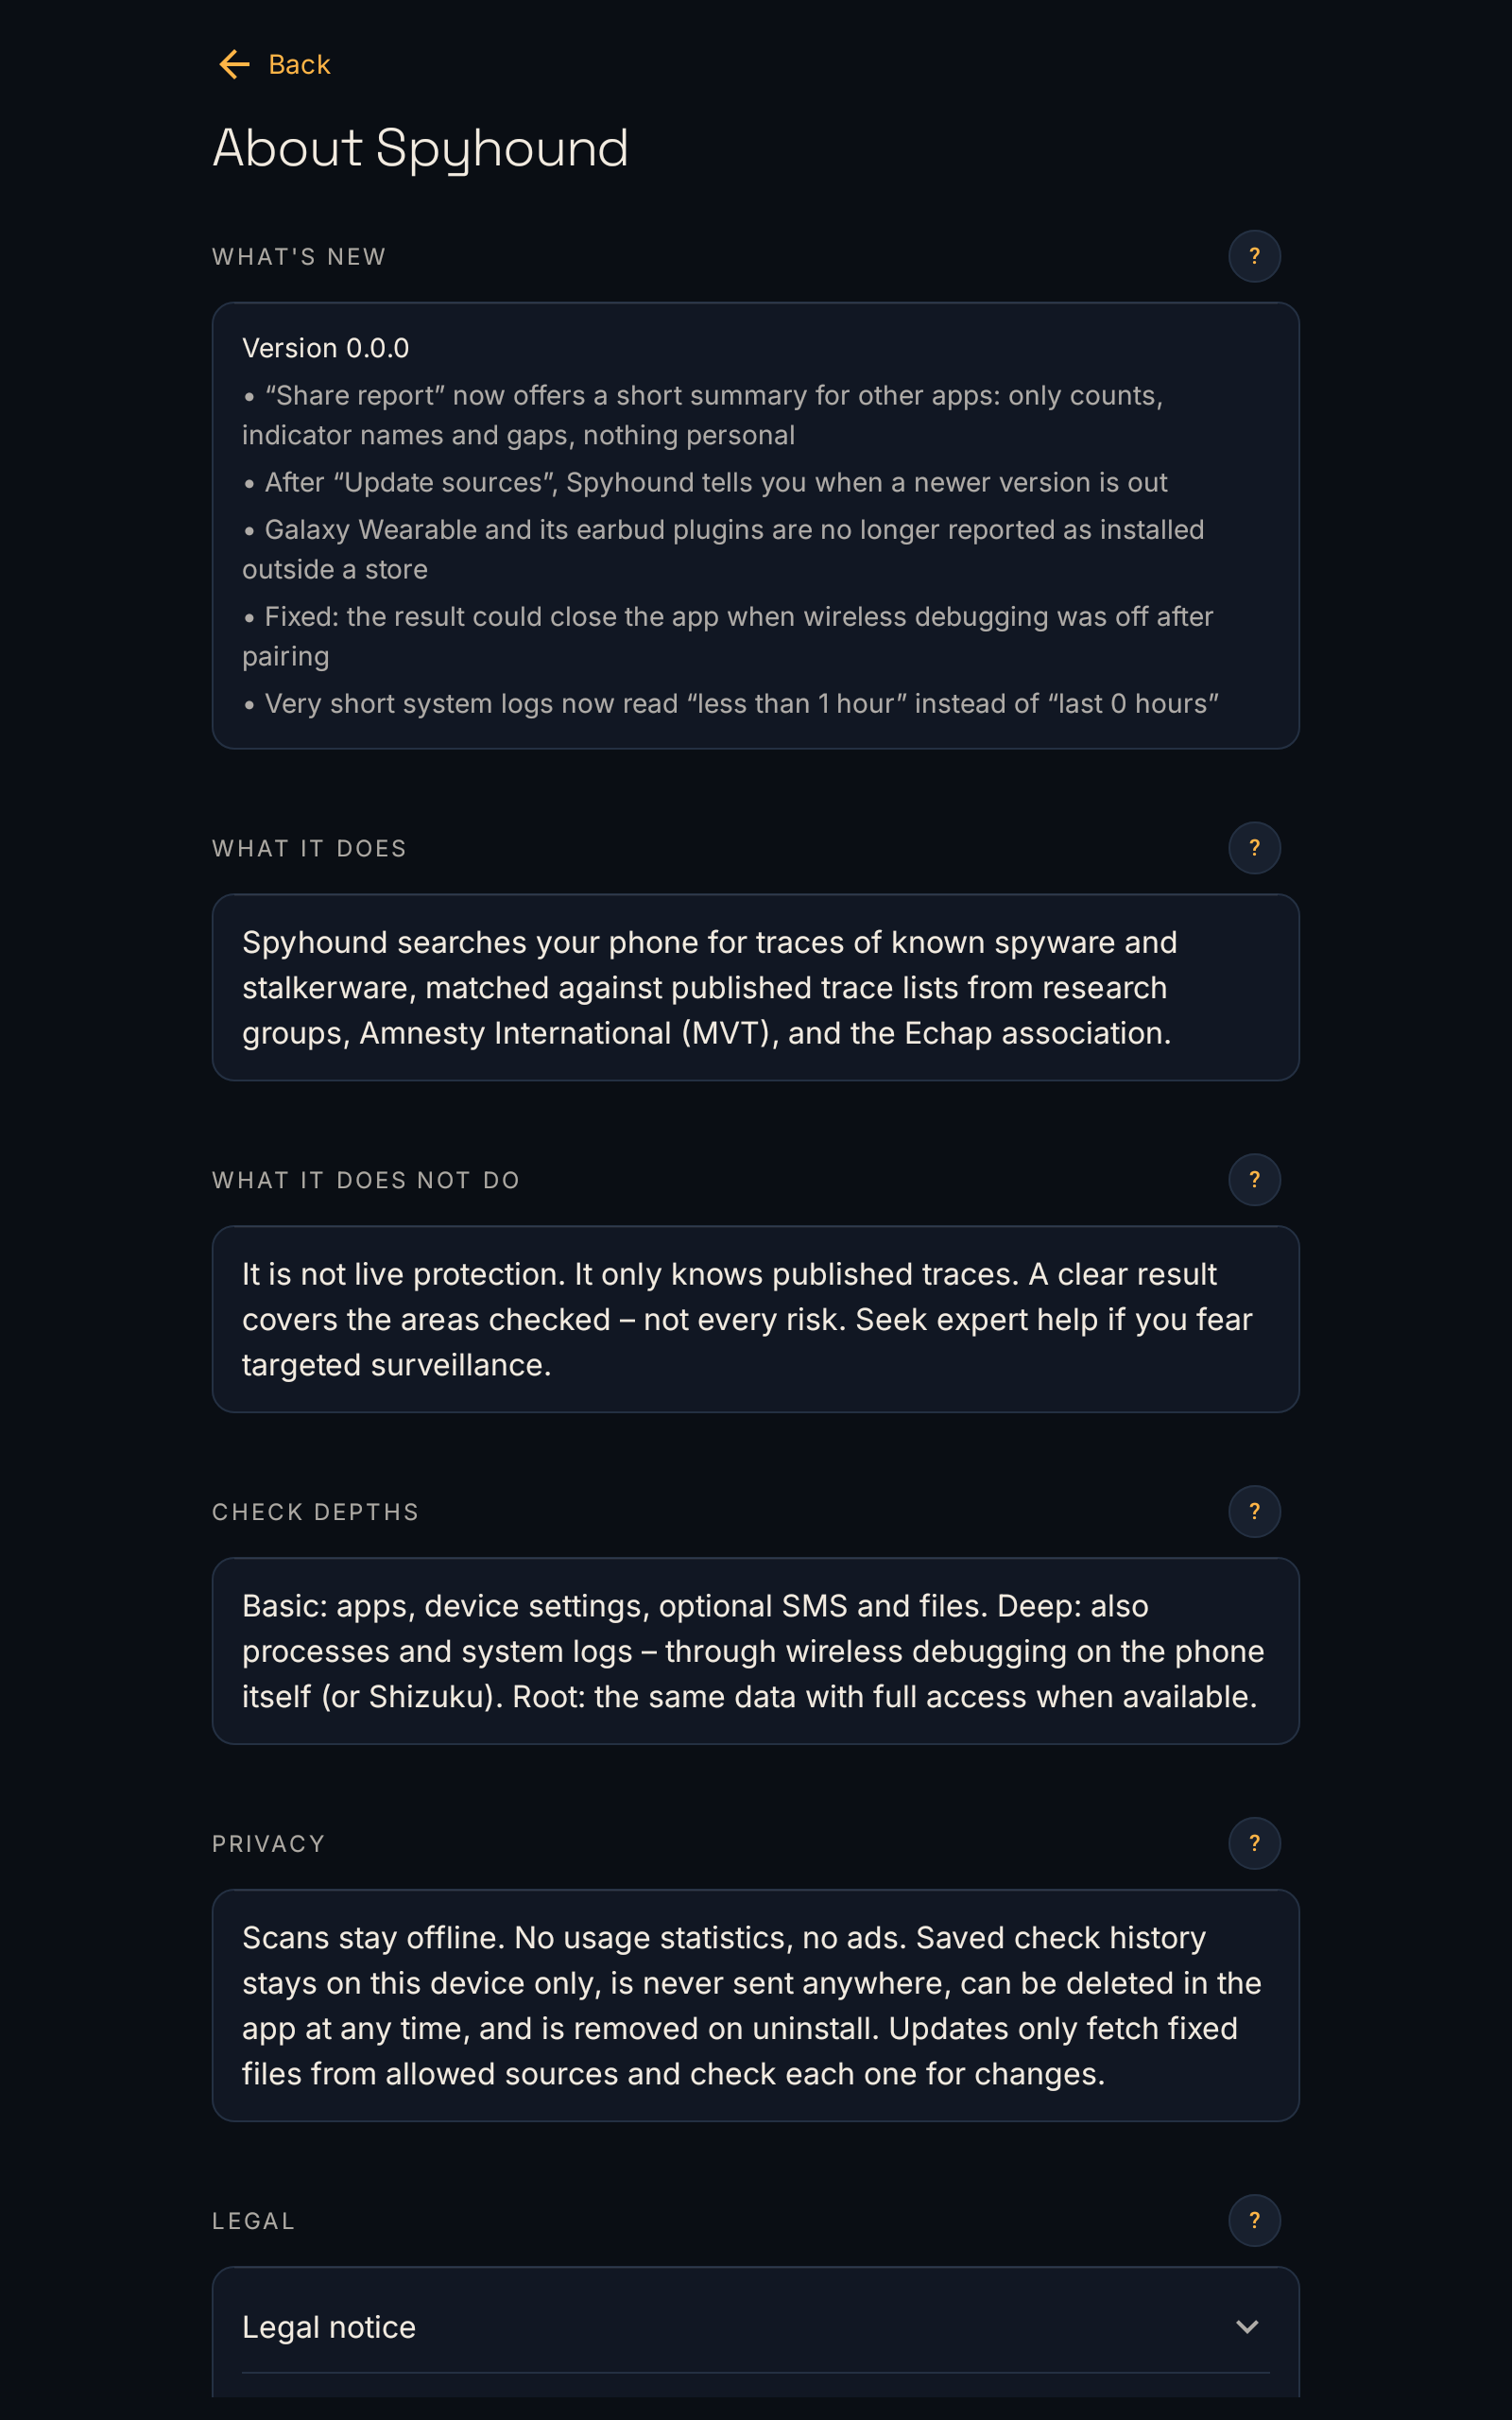 Back
About Spyhound
WHAT'S NEW
?
Version 0.0.0
• “Share report” now offers a short summary for other apps: only counts,
indicator names and gaps, nothing personal
• After “Update sources”, Spyhound tells you when a newer version is out
• Galaxy Wearable and its earbud plugins are no longer reported as installed
outside a store
• Fixed: the result could close the app when wireless debugging was off after
pairing
• Very short system logs now read “less than 1 hour” instead of “last 0 hours”
WHAT IT DOES
?
Spyhound searches your phone for traces of known spyware and
stalkerware, matched against published trace lists from research
groups, Amnesty International (MVT), and the Echap association.
WHAT IT DOES NOT DO
?
It is not live protection. It only knows published traces. A clear result
covers the areas checked – not every risk. Seek expert help if you fear
targeted surveillance.
CHECK DEPTHS
?
Basic: apps, device settings, optional SMS and files. Deep: also
processes and system logs – through wireless debugging on the phone
itself (or Shizuku). Root: the same data with full access when available.
PRIVACY
?
Scans stay offline. No usage statistics, no ads. Saved check history
stays on this device only, is never sent anywhere, can be deleted in the
app at any time, and is removed on uninstall. Updates only fetch fixed
files from allowed sources and check each one for changes.
LEGAL
?
Legal notice